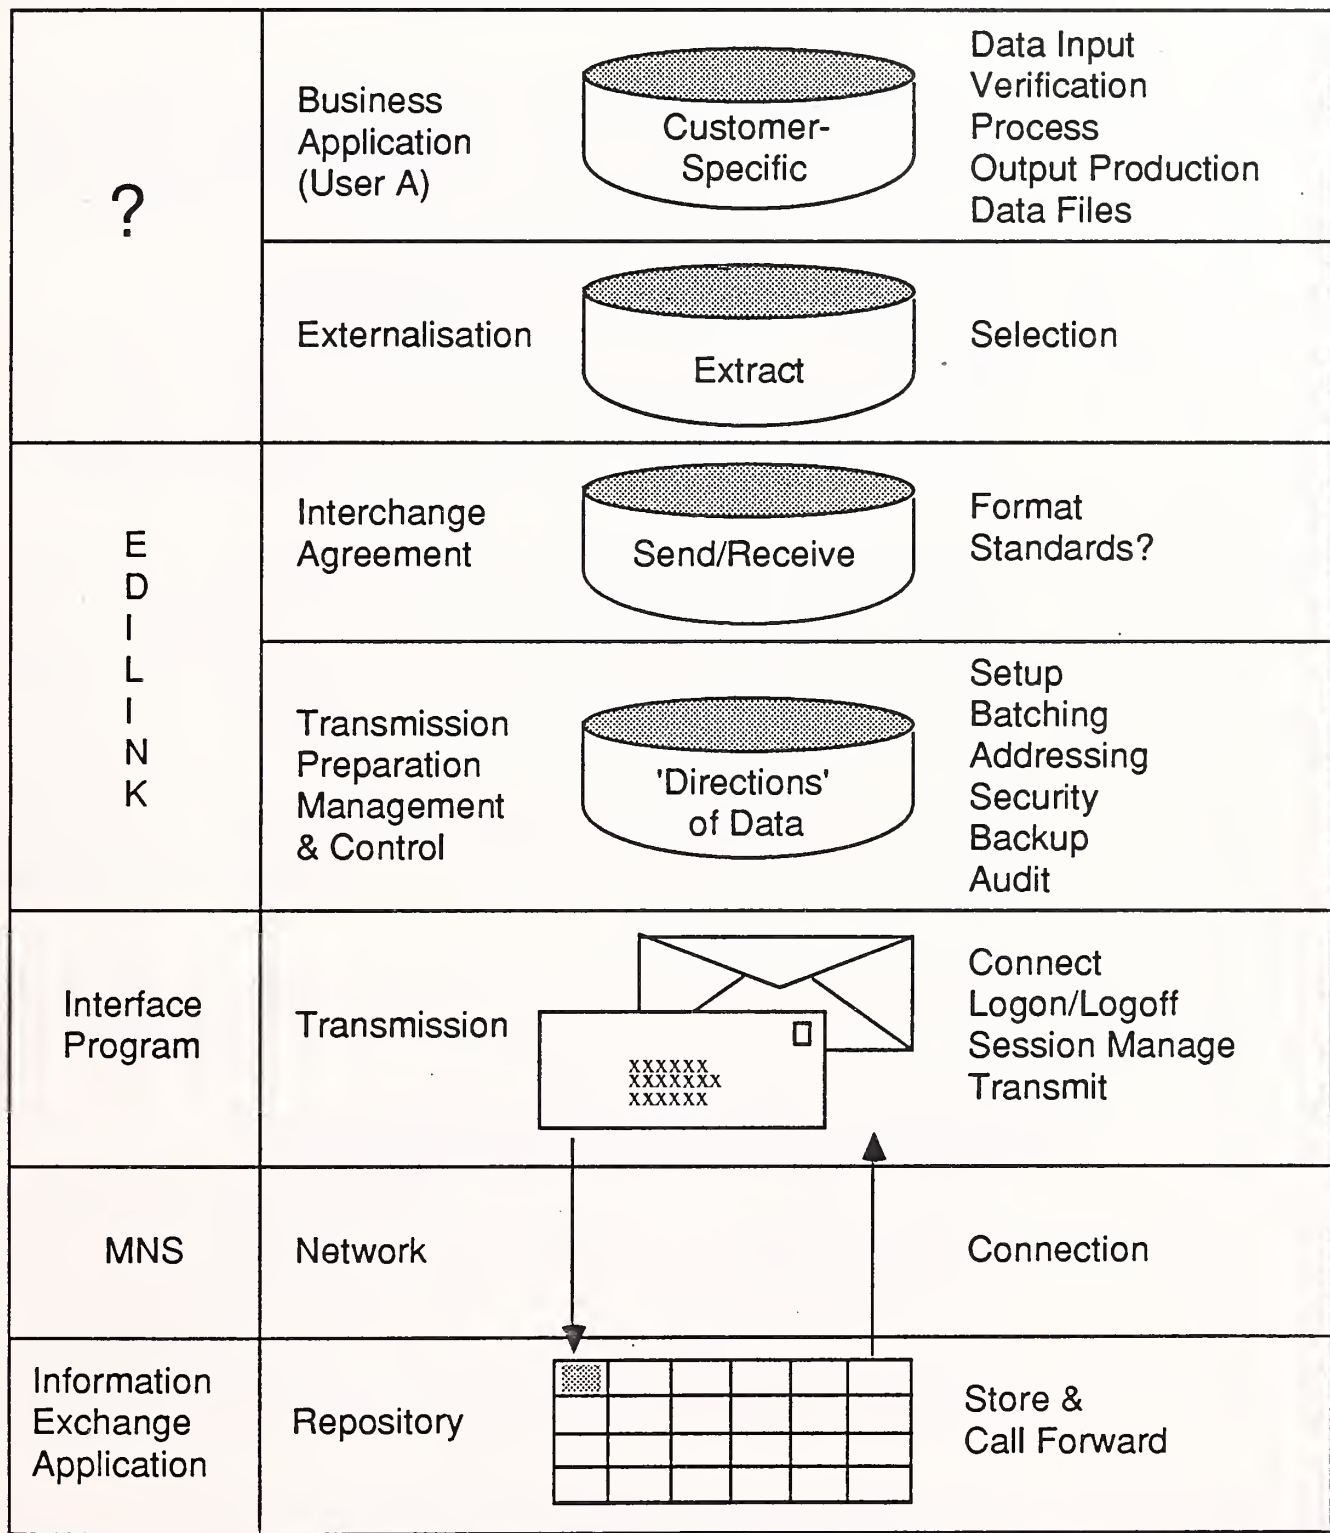 ?
Business
Application
(User A)
Customer-
Specific
Data Input
Verification
Process
Output Production
Data Files
Externalisation
Extract
Selection
E
D
I
L
I
N
K
Interchange
Agreement
Send/Receive
Format
Standards?
Transmission
Preparation
Management
& Control
'Directions'
of Data
Setup
Batching
Addressing
Security
Backup
Audit
Interface
Program
Transmission
xxxxxx
xxxxxxx
xxxxxx
Connect
Logon/Logoff
Session Manage
Transmit
MNS
Network
Connection
Information
Exchange
Application
Repository
Store &
Call Forward